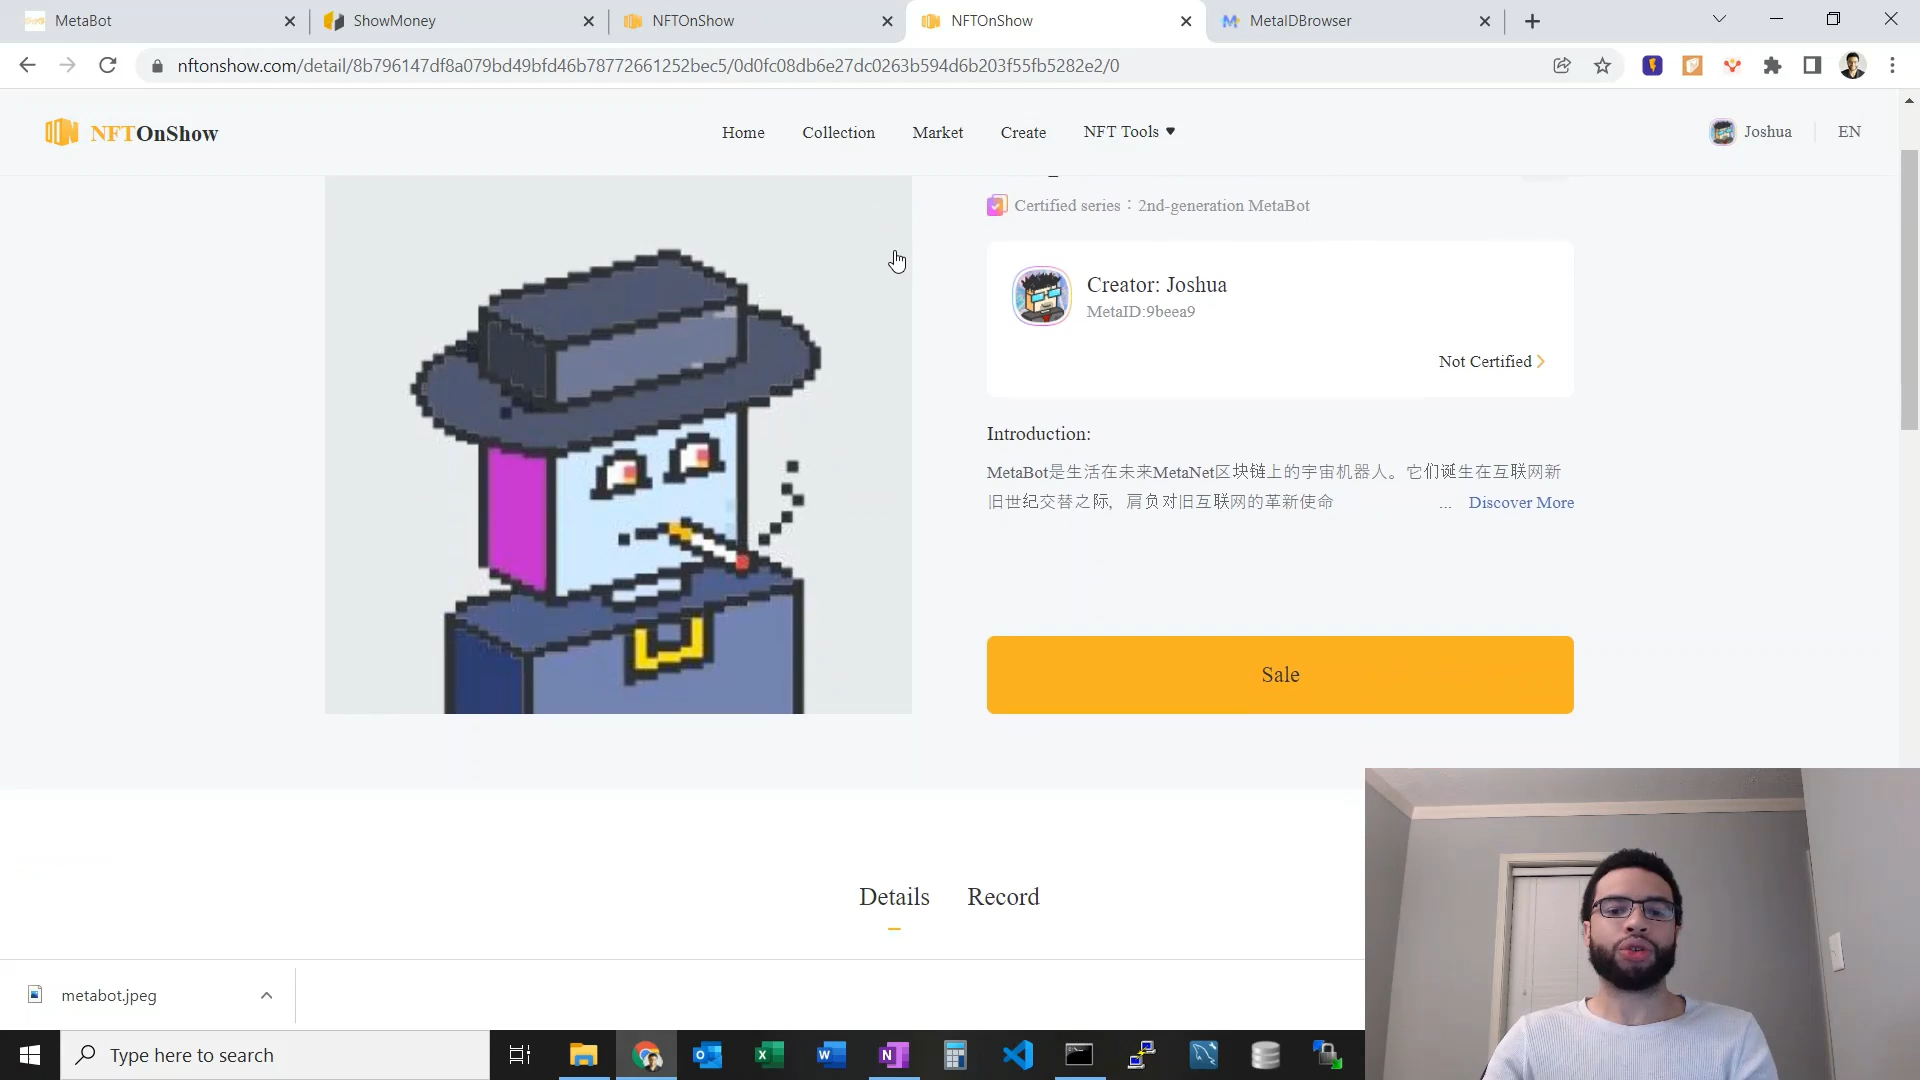 MetaBot
ShowMoney
NFTOnShow
NFTOnShow
MetaIDBrowser
nftonshow.com/detail/8b796147df8a079bd49bfd46b78772661252bec5/0d0fc08db6e27dc0263b594d6b203f55fb5282e2/0
NFTOnShow
Home
Collection
Market
Create
NFT Tools
Joshua
EN
Certified series：2nd-generation MetaBot
Creator: Joshua
MetaID:9beea9
Not Certified
Introduction:
MetaBot是生活在未来MetaNet区块链上的宇宙机器人。它们诞生在互联网新
旧世纪交替之际, 肩负对旧互联网的革新使命 ... Discover More
Sale
Details
Record
metabot.jpeg
Type here to search